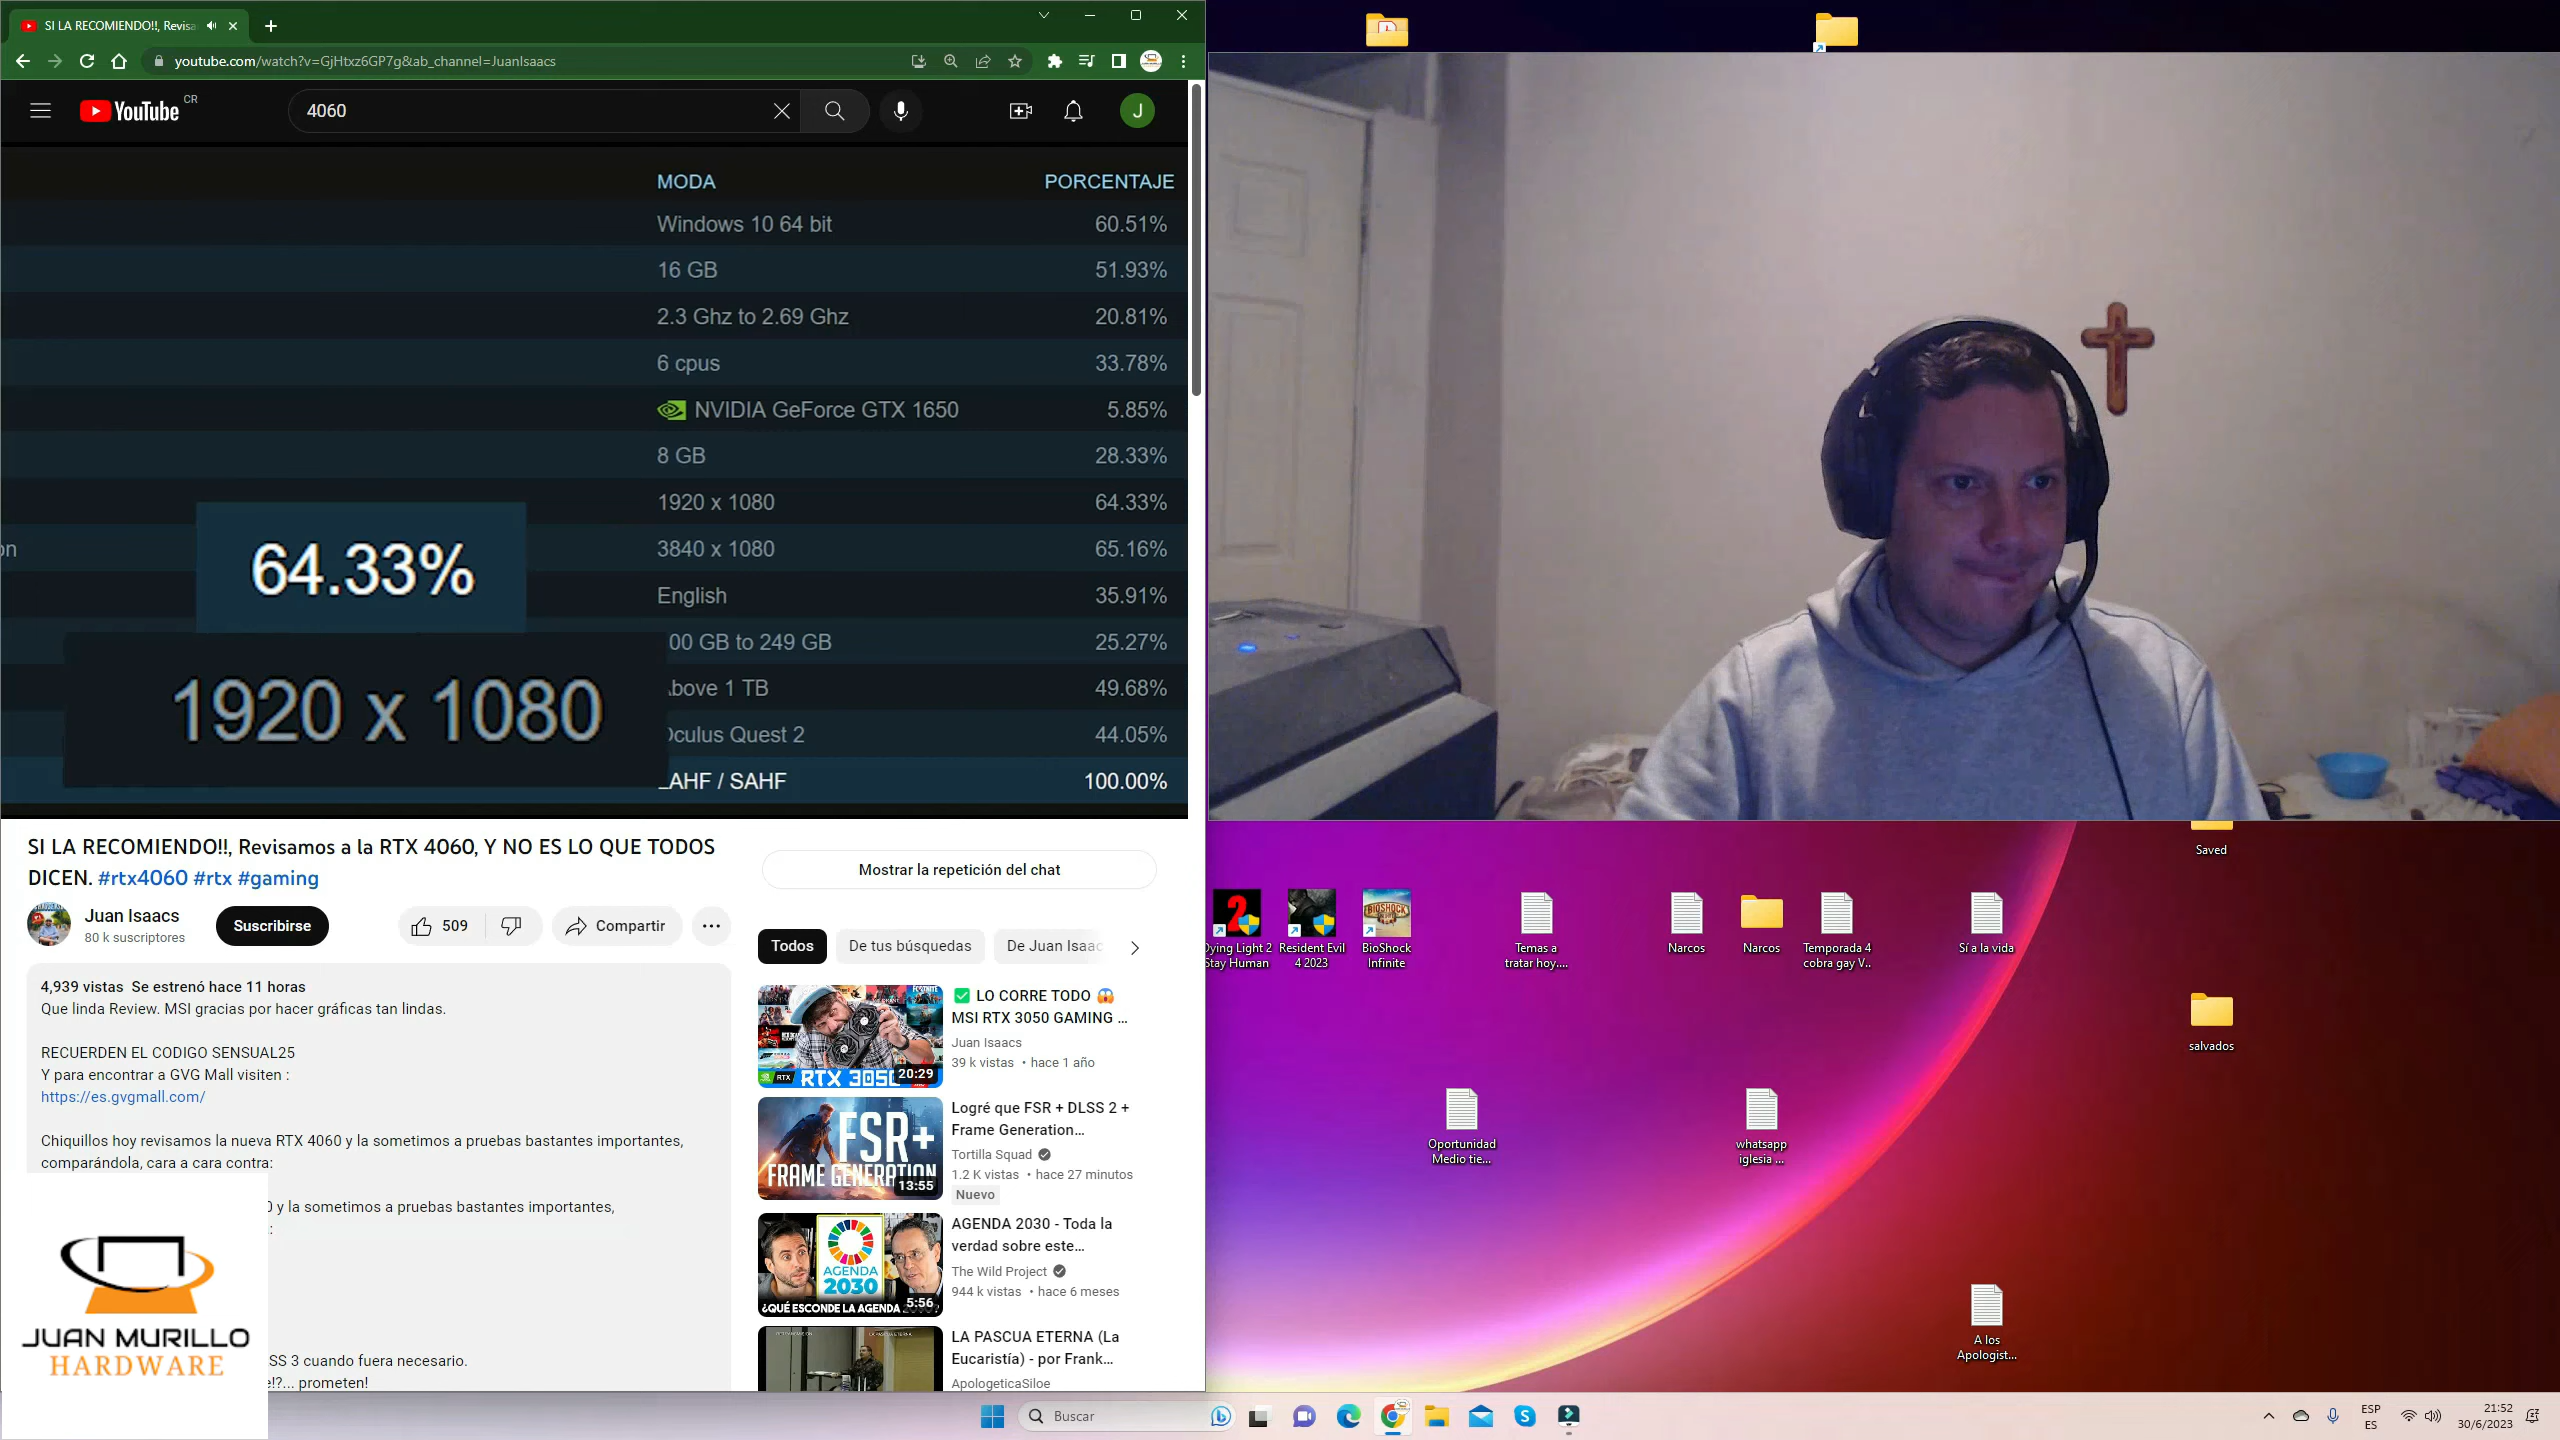 SI LA RECOMIENDO!!, Revisa
youtube.com/watch?v=GjHtxz6GP7g&ab_channel=JuanIsaacs
YouTube CR
4060
J
MODA PORCENTAJE
Windows 10 64 bit 60.51%
16 GB 51.93%
2.3 Ghz to 2.69 Ghz 20.81%
6 cpus 33.78%
NVIDIA GeForce GTX 1650 5.85%
8 GB 28.33%
1920 x 1080 64.33%
on 3840 x 1080 65.16%
64.33%
English 35.91%
00 GB to 249 GB 25.27%
1920 x 1080
bove 1 TB 49.68%
culus Quest 2 44.05%
AHF / SAHF 100.00%
SI LA RECOMIENDO!!, Revisamos a la RTX 4060, Y NO ES LO QUE TODOS
DICEN. #rtx4060 #rtx #gaming
Juan Isaacs
80 k suscriptores
Suscribirse
509
Compartir
4,939 vistas Se estrenó hace 11 horas
Que linda Review. MSI gracias por hacer gráficas tan lindas.
RECUERDEN EL CODIGO SENSUAL25
Y para encontrar a GVG Mall visiten :
https://es.gvgmall.com/
Chiquillos hoy revisamos la nueva RTX 4060 y la sometimos a pruebas bastantes importantes,
comparándola, cara a cara contra:
0 y la sometimos a pruebas bastantes importantes,
:
SS 3 cuando fuera necesario.
e!?... prometen!
JUAN MURILLO
HARDWARE
Mostrar la repetición del chat
Todos
De tus búsquedas
De Juan Isaac
RTX 3050
20:29
LO CORRE TODO
MSI RTX 3050 GAMING ...
Juan Isaacs
39 k vistas • hace 1 año
FSR+
FRAME GENERATION
13:55
Logré que FSR + DLSS 2 +
Frame Generation...
Tortilla Squad
1.2 K vistas • hace 27 minutos
Nuevo
AGENDA
2030
¿QUÉ ESCONDE LA AGENDA
5:56
AGENDA 2030 - Toda la
verdad sobre este...
The Wild Project
944 k vistas • hace 6 meses
LA PASCUA ETERNA (La
Eucaristía) - por Frank...
ApologeticaSiloe
Saved
Dying Light 2
Stay Human
Resident Evil
4 2023
BIOSHOCK
BioShock
Infinite
Temas a
tratar hoy....
Narcos
Narcos
Temporada 4
cobra gay V..
Sí a la vida
salvados
Oportunidad
Medio tie...
whatsapp
iglesia ...
A los
Apologist...
Buscar
ESP
ES
21:52
30/6/2023